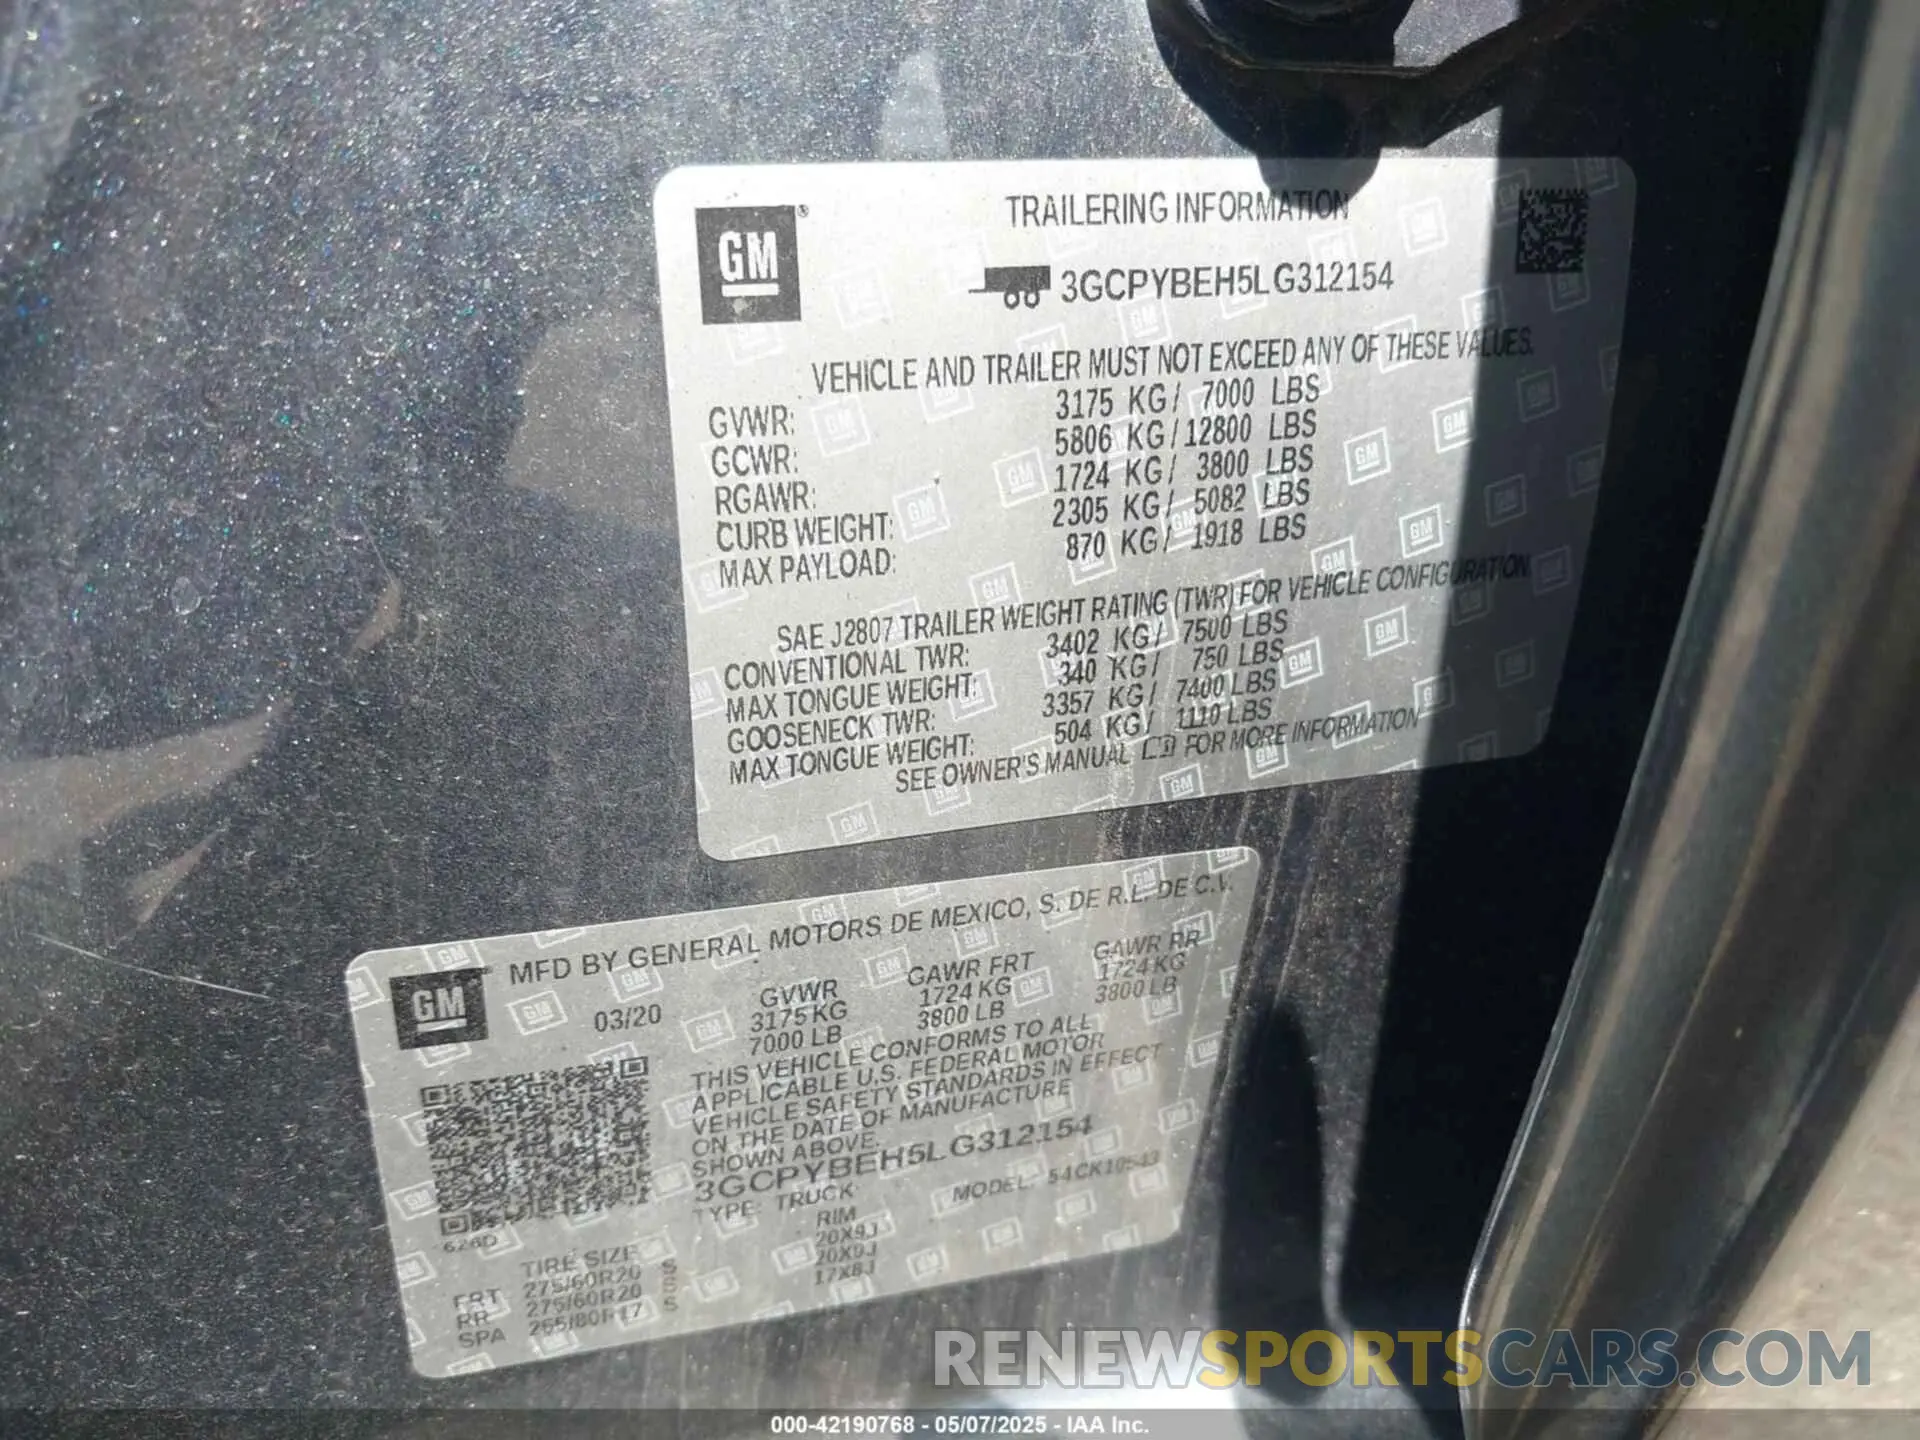 GM
TRAILERING INFORMATION
3GCPYBEH5LG312154
VEHICLE AND TRAILER MUST NOT EXCEED ANY OF THESE VALUES.
GVWR: 3175 KG/ 7000 LBS
GCWR: 5806 KG/12800 LBS
RGAWR: 1724 KG/ 3800 LBS
CURB WEIGHT: 2305 KG/ 5082 LBS
MAX PAYLOAD: 870 KG/ 1918 LBS
SAE J2807 TRAILER WEIGHT RATING (TWR) FOR VEHICLE CONFIGURATION
CONVENTIONAL TWR: 3402 KG/ 7500 LBS
MAX TONGUE WEIGHT: 340 KG/ 750 LBS
GOOSENECK TWR: 3357 KG/ 7400 LBS
MAX TONGUE WEIGHT: 504 KG/ 1110 LBS
SEE OWNER'S MANUAL FOR MORE INFORMATION
GM
MFD BY GENERAL MOTORS DE MEXICO, S. DE R.L. DE C.V.
03/20 GVWR GAWR FRT GAWR RR
3175 KG 1724 KG 1724 KG
7000 LB 3800 LB 3800 LB
THIS VEHICLE CONFORMS TO ALL
APPLICABLE U.S. FEDERAL MOTOR
VEHICLE SAFETY STANDARDS IN EFFECT
ON THE DATE OF MANUFACTURE
SHOWN ABOVE.
3GCPYBEH5LG312154
TYPE: TRUCK MODEL: 54CK10543
626D
TIRE SIZE RIM
FRT 275/60R20 S 20X9J
RR 275/60R20 S 20X9J
SPA 265/80R17 S 17X8J
RENEWSPORTSCARS.COM
000-42190768 - 05/07/2025 - IAA Inc.